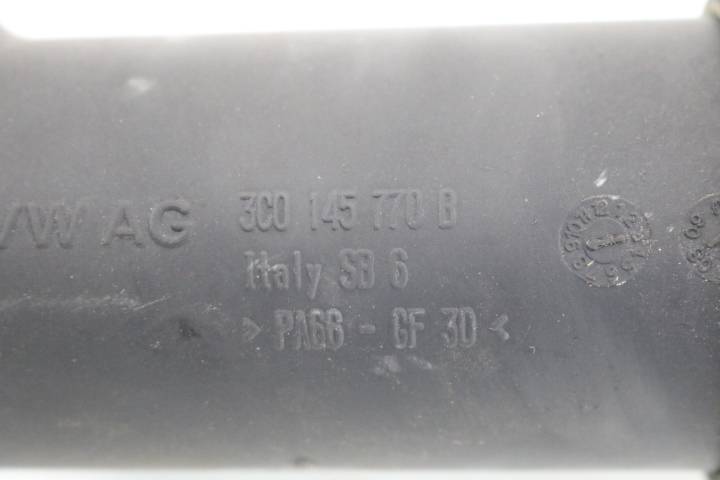 VW AG 3C0 145 770 B
Italy SB 6
> PA66 - GF 30 <